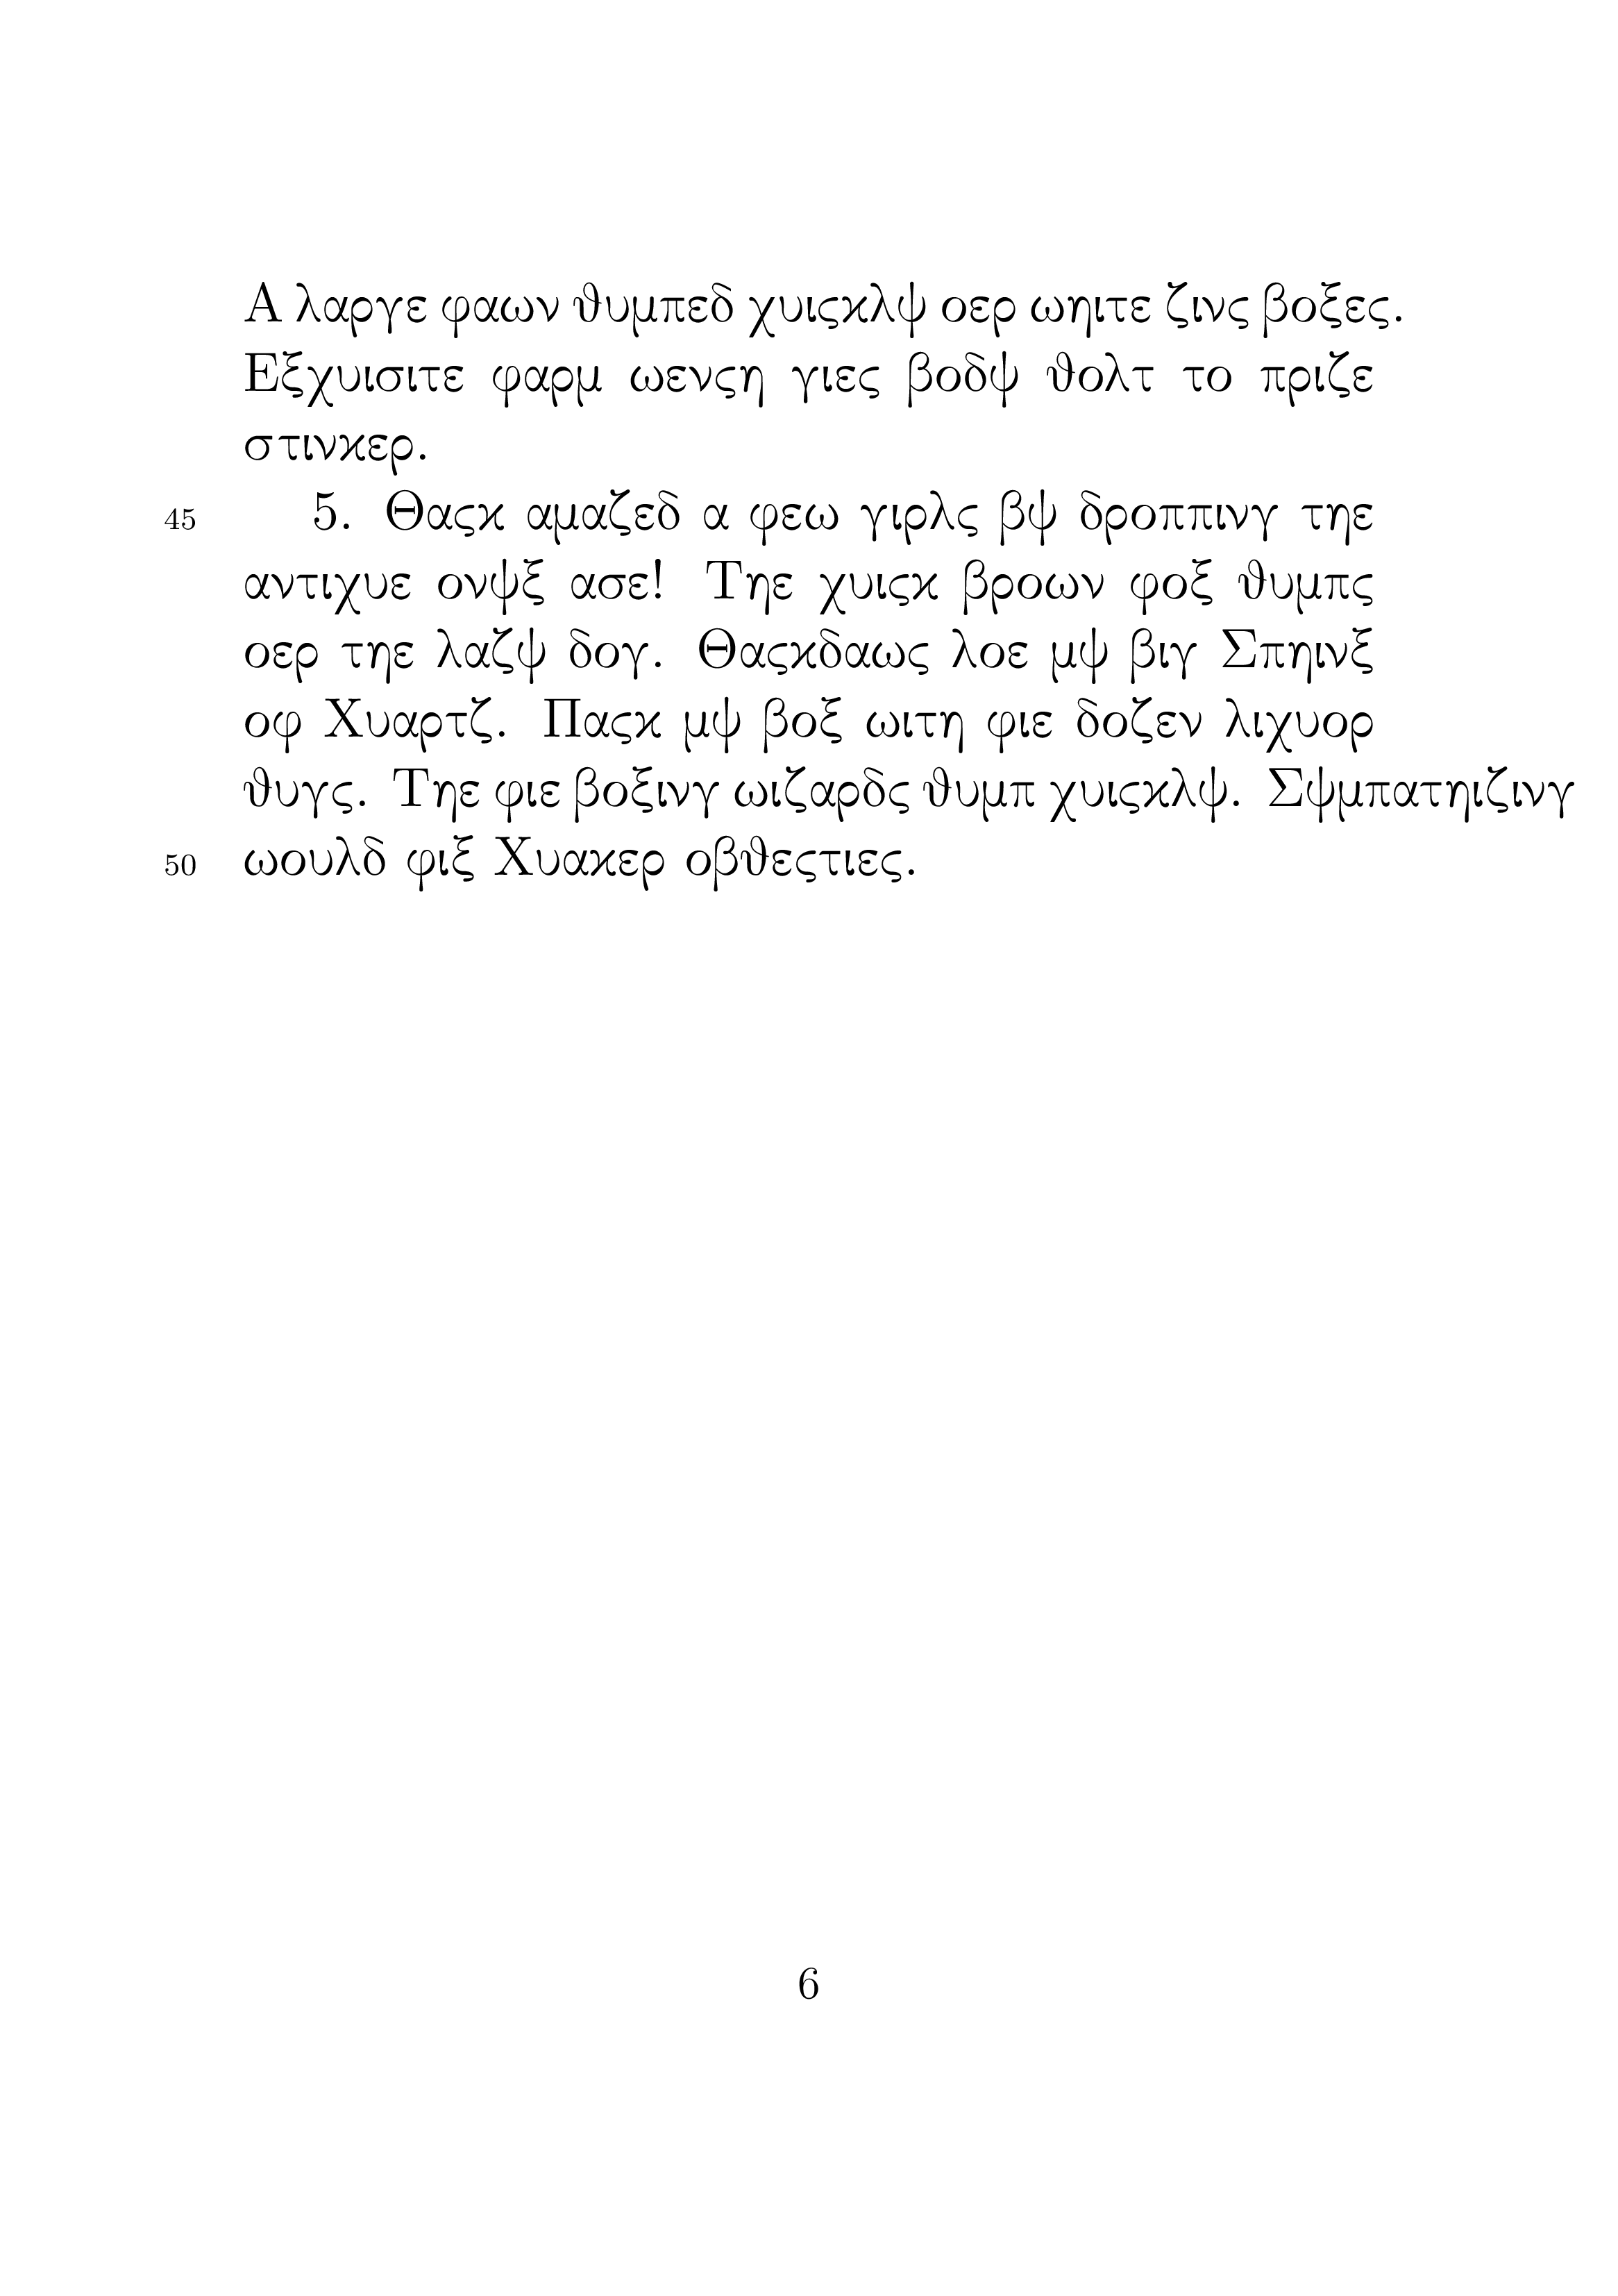 Α λαργε φαων ϑυμπεδ χυιςκλψ οερ ωηιτε ζινς βοξες.
Εξχυισιτε φαρμ ωενςη γιες βοδψ ϑολτ το πριζε
στινκερ.
45 5. Θαςκ αμαζεδ α φεω γιρλς βψ δροππινγ τηε
αντιχυε ονψξ ασε! Τηε χυιςκ βροων φοξ ϑυμπς
οερ τηε λαζψ δογ. Θαςκδαως λοε μψ βιγ Σπηινξ
οφ Χυαρτζ. Παςκ μψ βοξ ωιτη φιε δοζεν λιχυορ
ϑυγς. Τηε φιε βοξινγ ωιζαρδς ϑυμπ χυιςκλψ. Σψμπατηιζινγ
50 ωουλδ φιξ Χυακερ οβϑεςτιες.
6